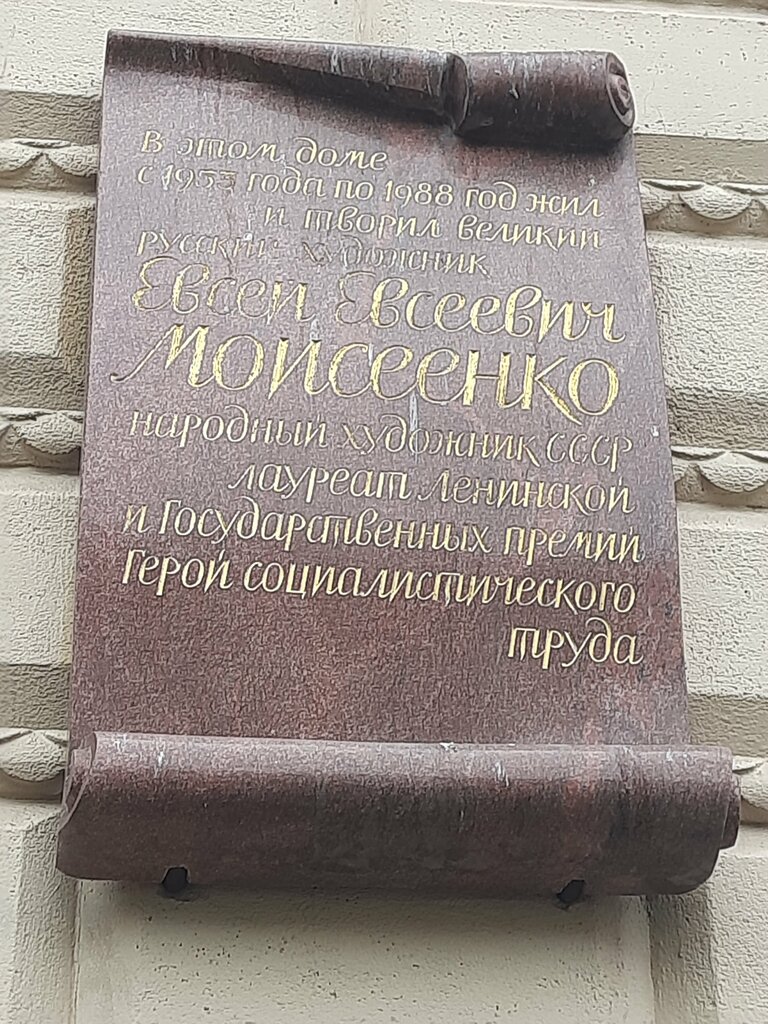 В этом доме
с 1953 года по 1988 год жил
и творил великий
русский художник
Евсей Евсеевич
Моисеенко
народный художник СССР
лауреат Ленинской
и Государственных премий
Герой социалистического
труда